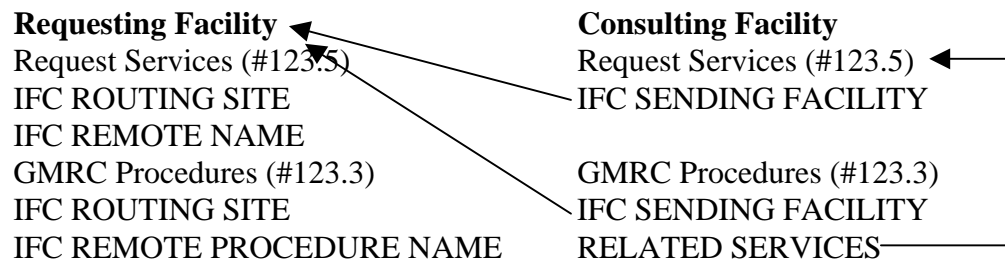 Requesting Facility
Request Services (#123.5)
IFC ROUTING SITE
IFC REMOTE NAME
GMRC Procedures (#123.3)
IFC ROUTING SITE
IFC REMOTE PROCEDURE NAME
Consulting Facility
Request Services (#123.5)
IFC SENDING FACILITY
GMRC Procedures (#123.3)
IFC SENDING FACILITY
RELATED SERVICES